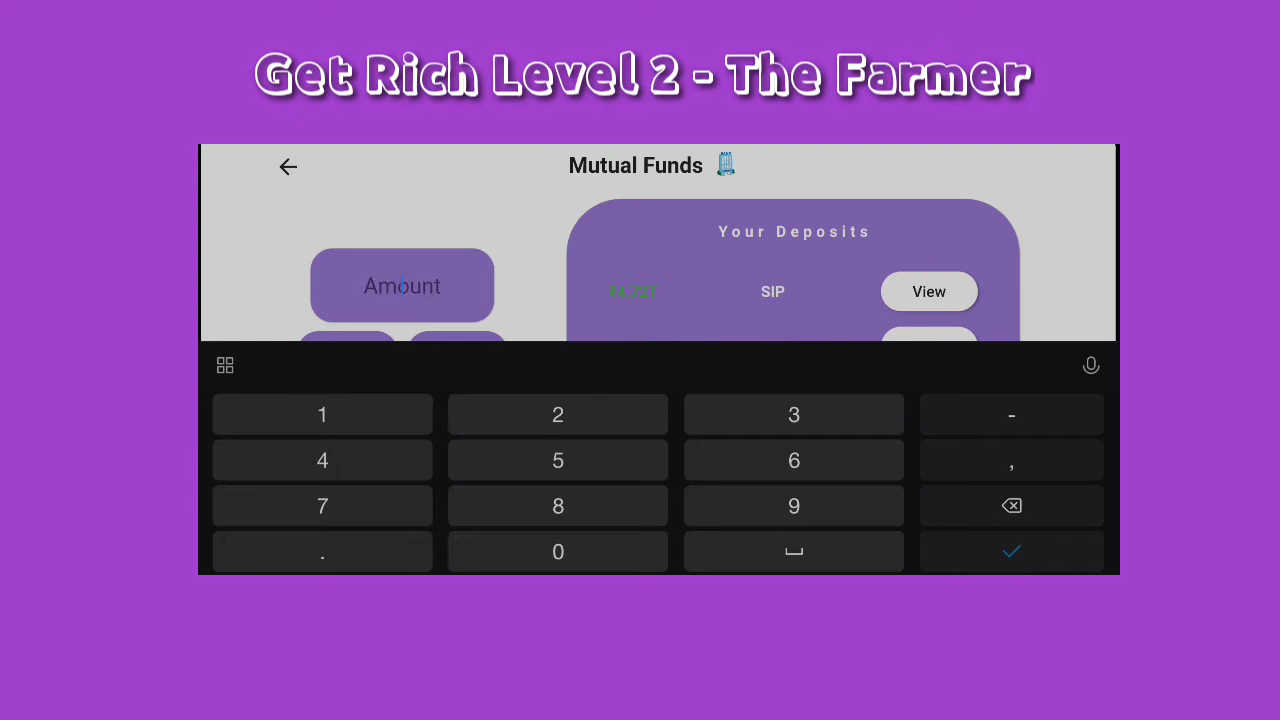 Get Rich Level 2 - The Farmer
Mutual Funds
Your Deposits
Amount
SIP
View
1 2 3 -
4 5 6 ,
7 8 9
. 0